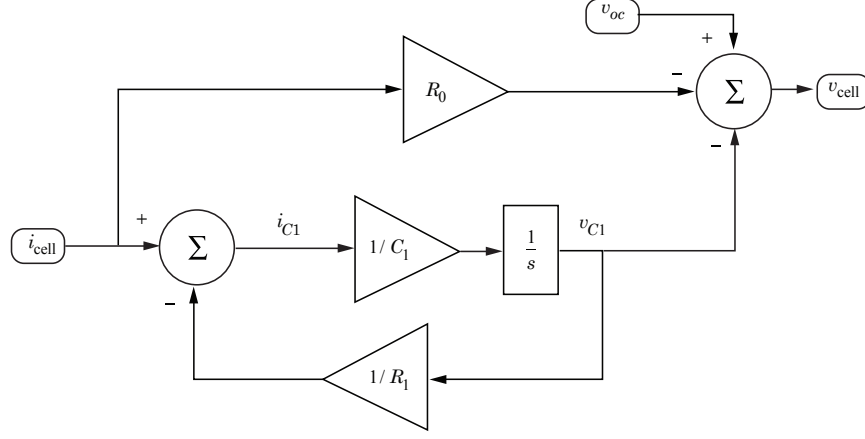 v_oc
+
R_0
−
Σ
v_cell
−
+
i_C1
v_C1
i_cell
Σ
1/C_1
1/s
−
1/R_1